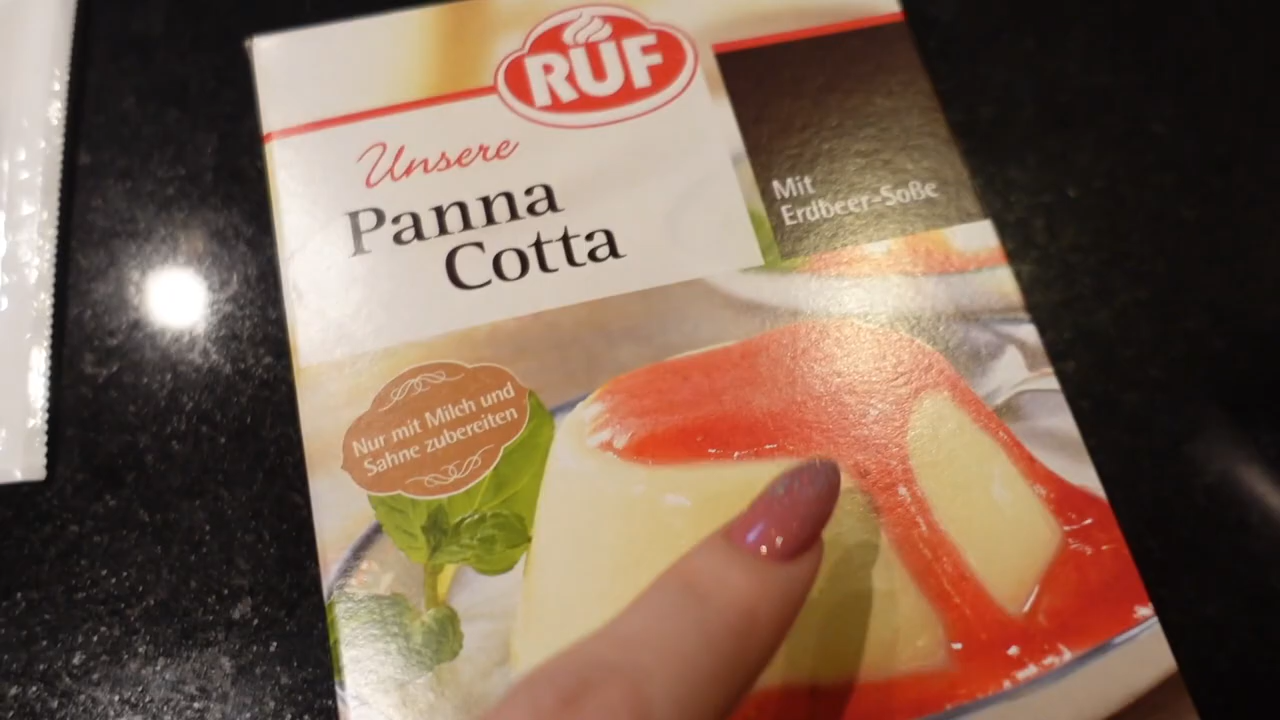 RUF
Unsere
Panna
Cotta
Mit
Erdbeer-Soße
Nur mit Milch und
Sahne zubereiten